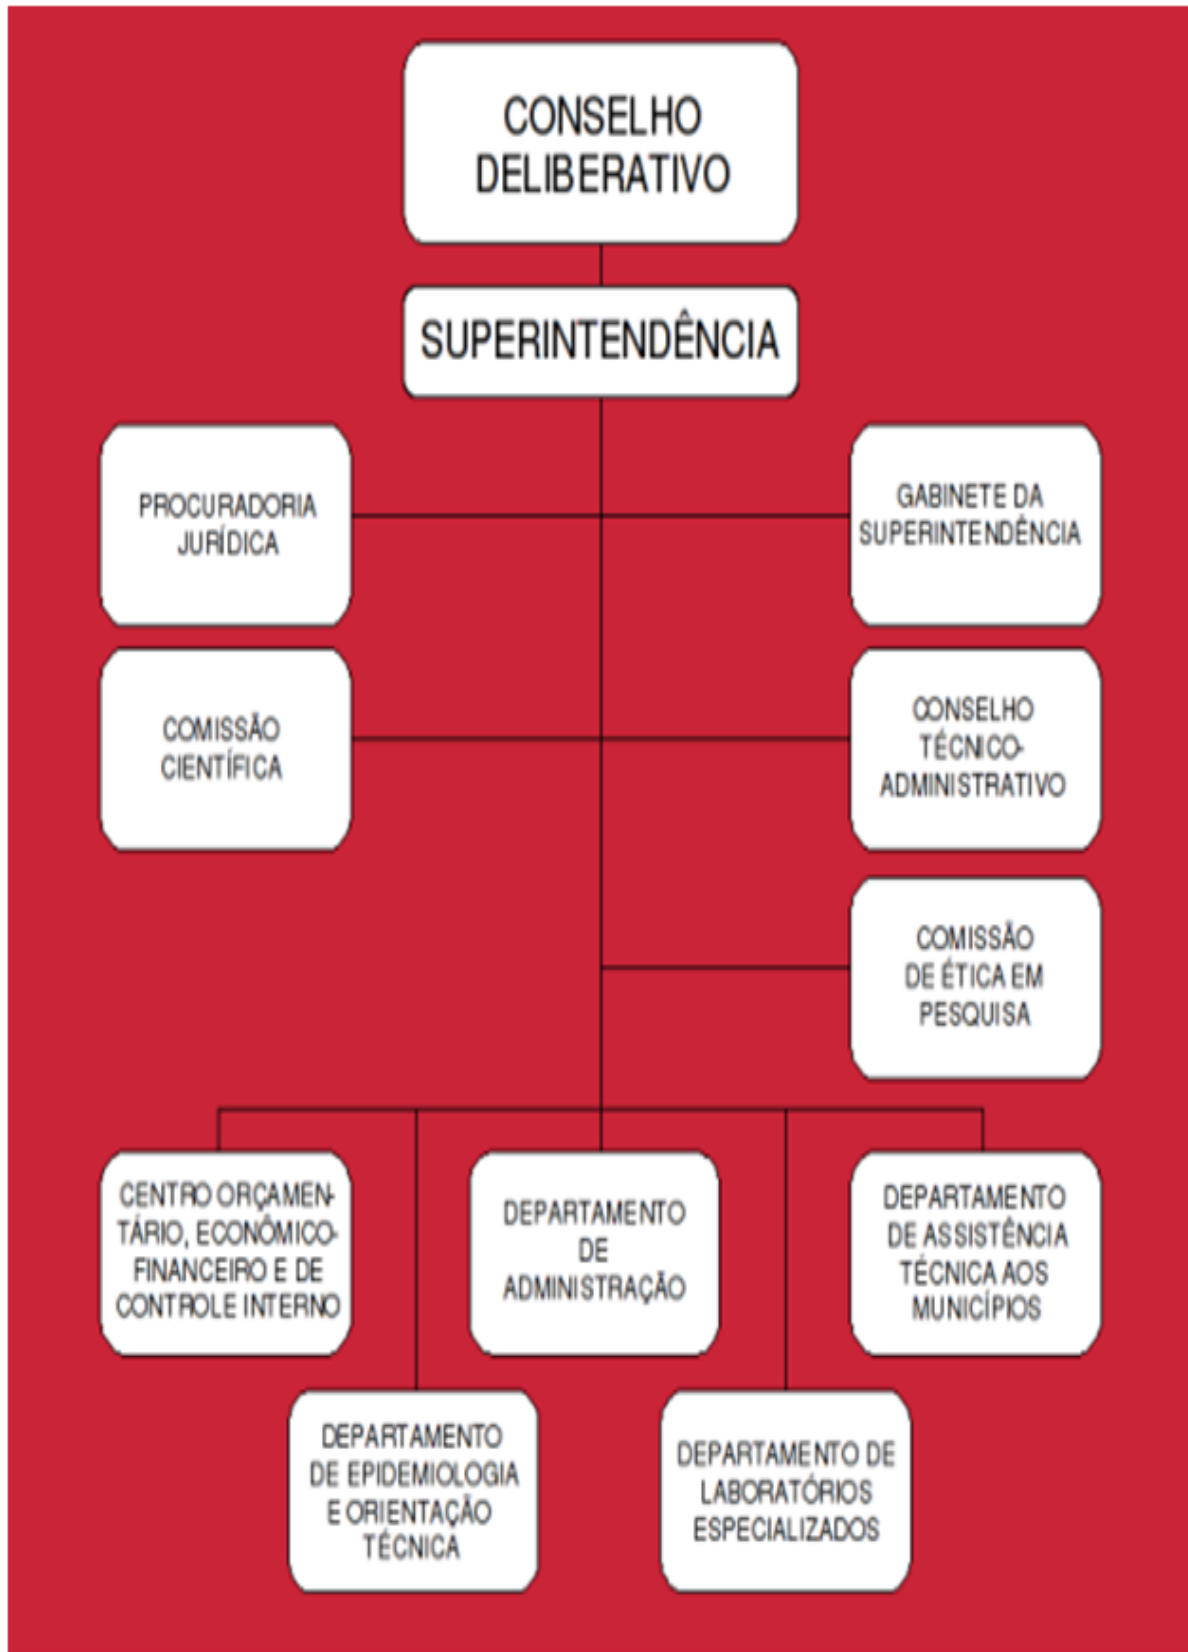 CONSELHO
DELIBERATIVO
SUPERINTENDÊNCIA
PROCURADORIA
JURÍDICA
GABINETE DA
SUPERINTENDÊNCIA
COMISSÃO
CIENTÍFICA
CONSELHO
TÉCNICO-
ADMINISTRATIVO
COMISSÃO
DE ÉTICA EM
PESQUISA
CENTRO ORÇAMEN-
TÁRIO, ECONÔMICO-
FINANCEIRO E DE
CONTROLE INTERNO
DEPARTAMENTO
DE
ADMINISTRAÇÃO
DEPARTAMENTO
DE ASSISTÊNCIA
TÉCNICA AOS
MUNICÍPIOS
DEPARTAMENTO
DE EPIDEMIOLOGIA
E ORIENTAÇÃO
TÉCNICA
DEPARTAMENTO DE
LABORATÓRIOS
ESPECIALIZADOS